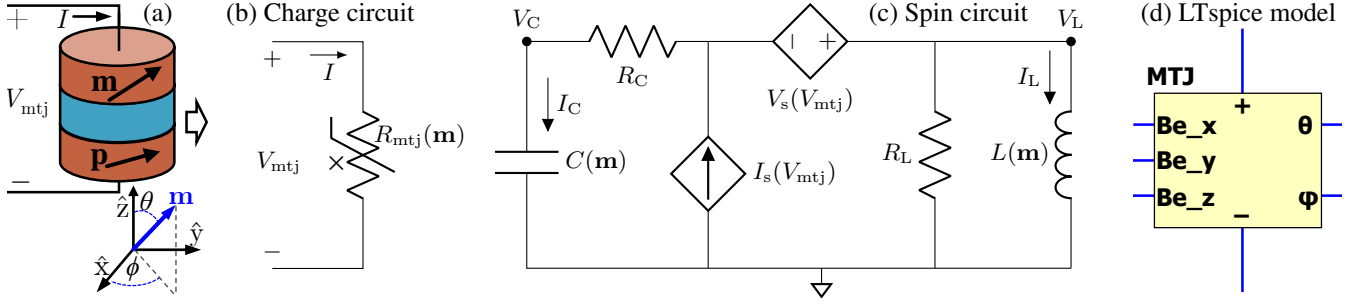 (a)
+
I
V_mtj
−
m
p
ẑ
θ
m
ŷ
x̂
ϕ
(b) Charge circuit
+
I
V_mtj
R_mtj(m)
−
(c) Spin circuit
V_C
R_C
I_C
C(m)
− +
V_s(V_mtj)
I_s(V_mtj)
R_L
V_L
I_L
L(m)
(d) LTspice model
MTJ
+
Be_x
Be_y
Be_z
θ
φ
−